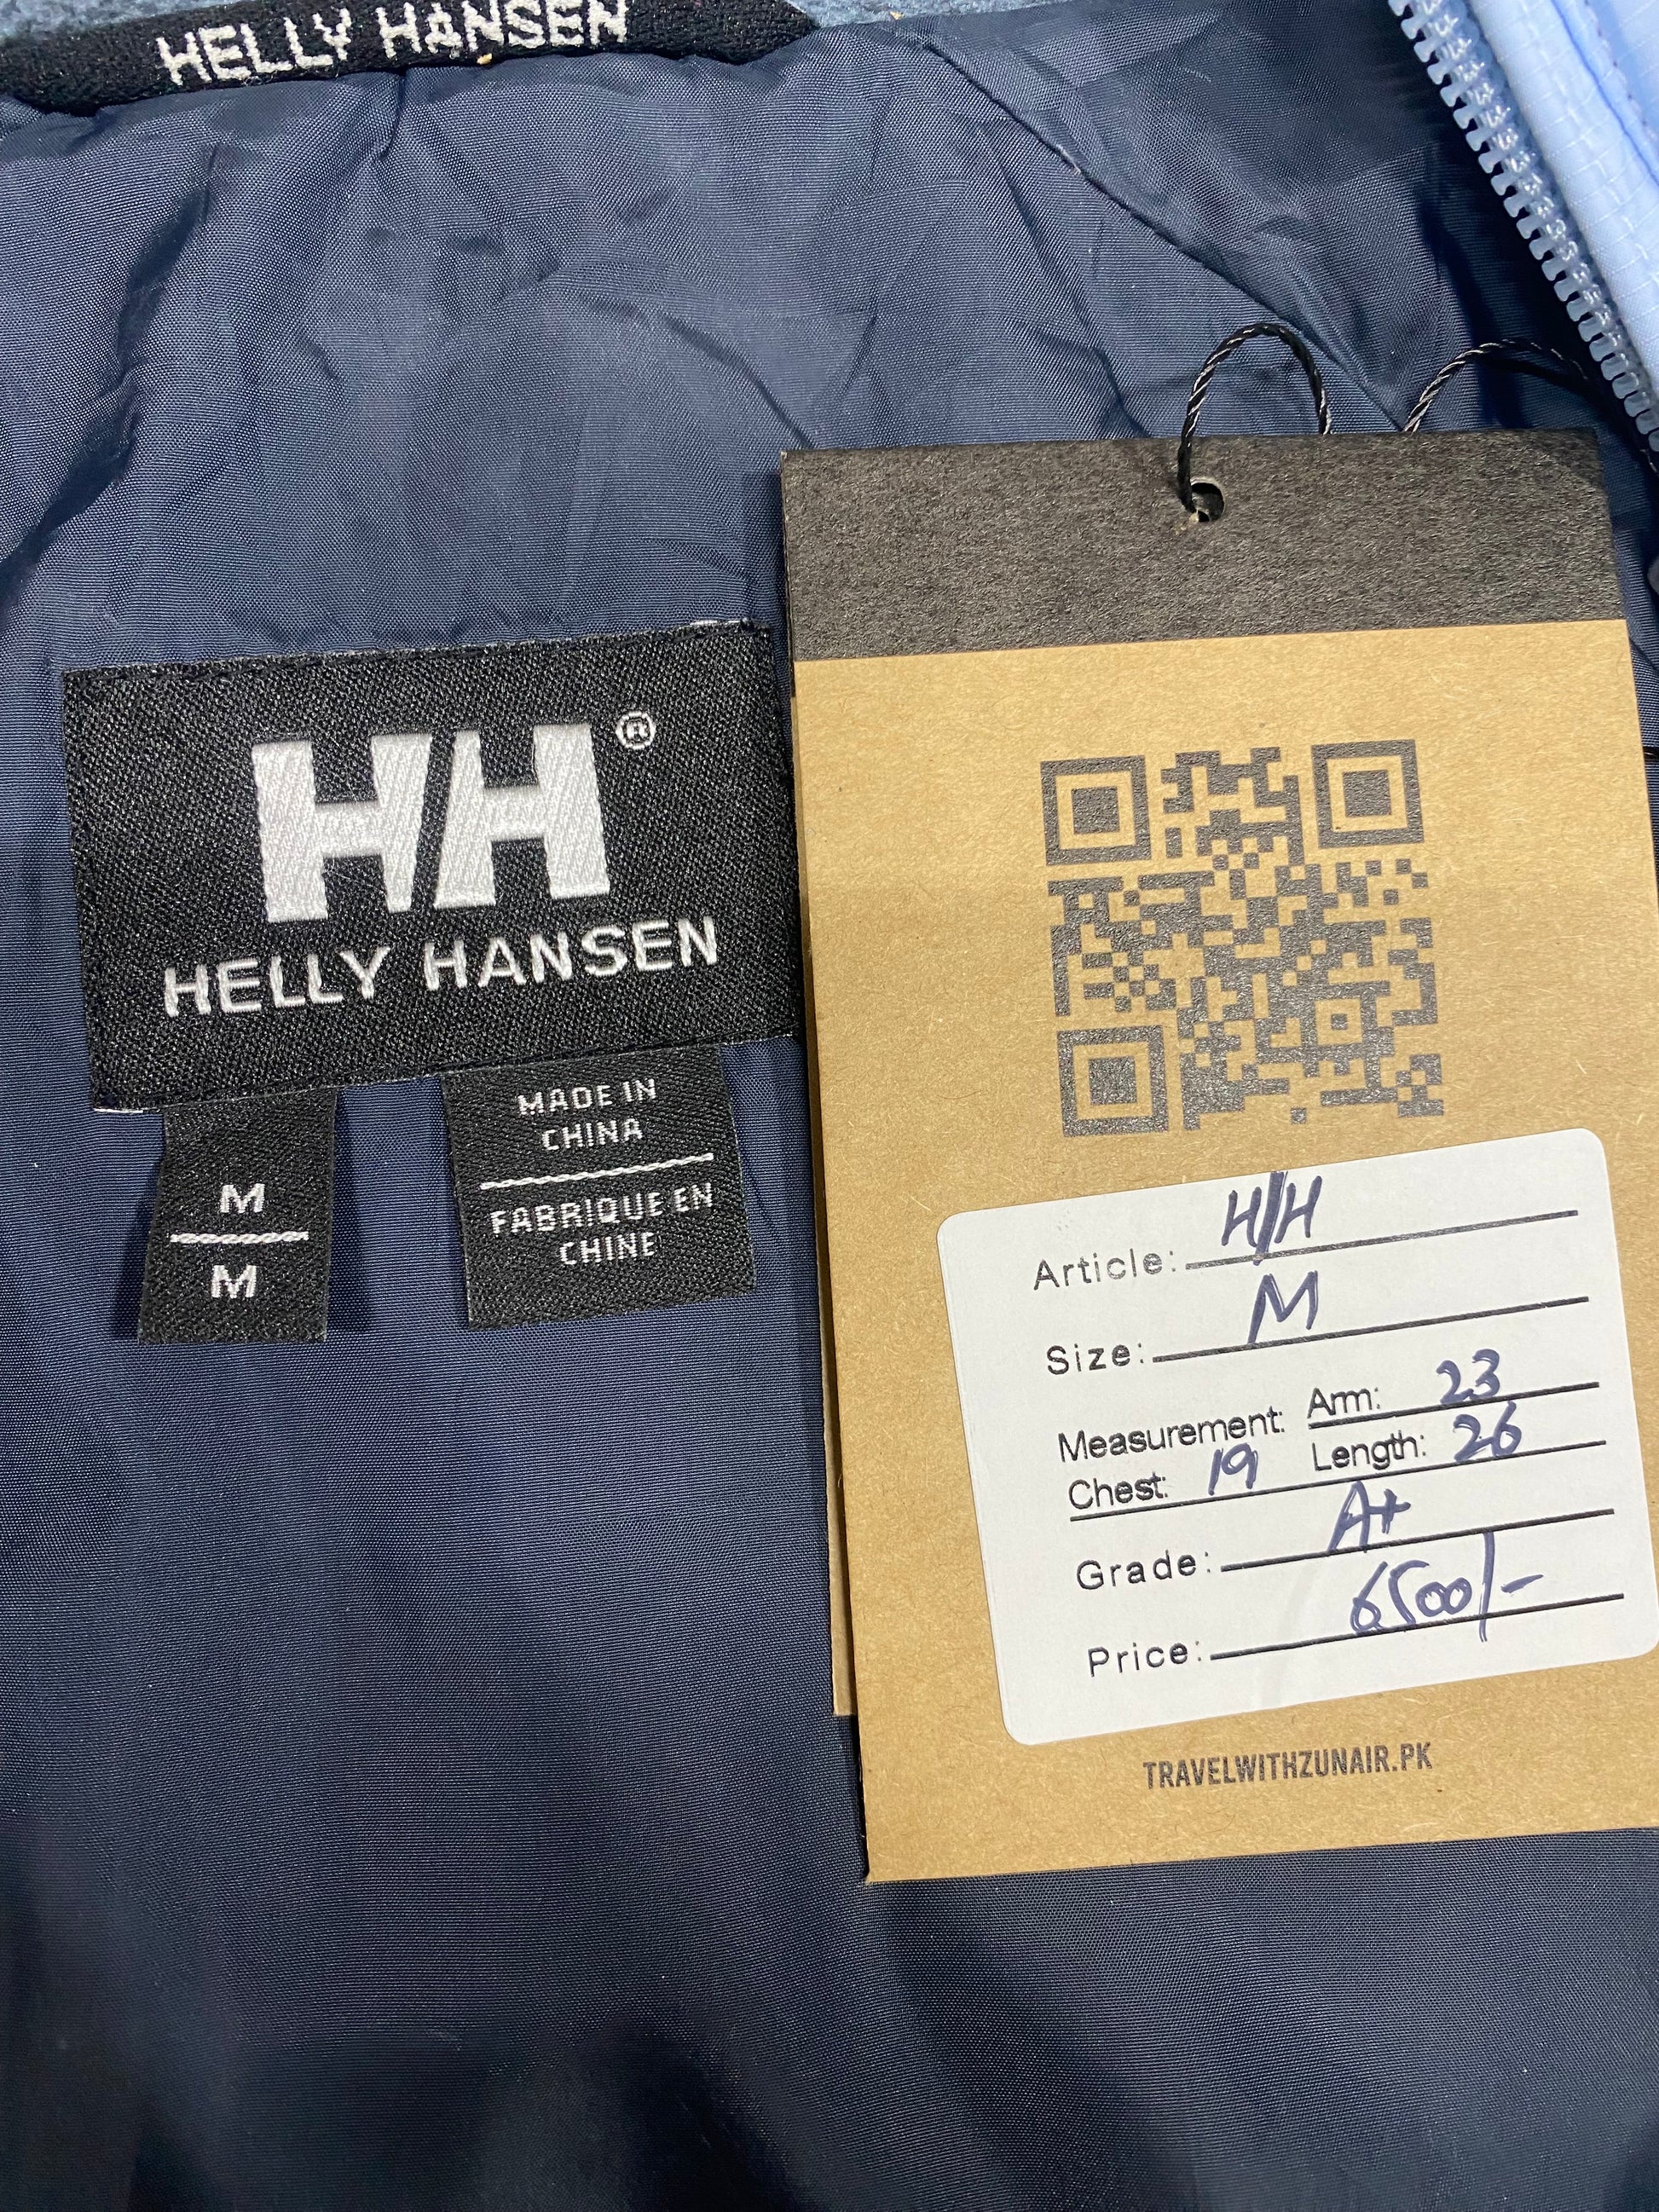 HELLY HANSEN
HH®
HELLY HANSEN
M
M
MADE IN
CHINA
FABRIQUE EN
CHINE
Article: H/H
Size: M
Measurement: Arm: 23
Chest: 19 Length: 26
Grade: A+
Price: 6500/-
TRAVELWITHZUNAIR.PK